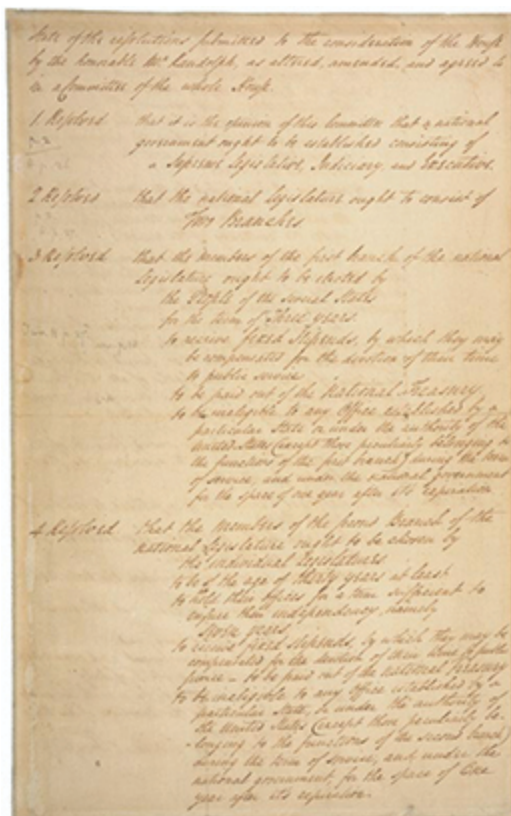 State of the resolutions submitted to the consideration of the House
by the honorable Mr Randolph, as altered, amended, and agreed to
in a Committee of the whole House.
1 Resolved that it is the opinion of this Committee that a national
government ought to be established consisting of
a Supreme Legislative, Judiciary, and Executive.
2 Resolved that the national Legislature ought to consist of
Two Branches
3 Resolved that the members of the first branch of the national
Legislature ought to be elected by
the People of the several States
for the term of Three years.
to receive fixed stipends, by which they may
be compensated for the devotion of their time
to public service
to be paid out of the National Treasury.
to be ineligible to any Office established by a
particular State or under the authority of the
United States (except those peculiarly belonging to
the functions of the first branch) during the term
of service, and under the national government
for the space of one year after its expiration
4 Resolved that the members of the second Branch of the
national Legislature ought to be chosen by
the individual Legislatures.
to be of the age of thirty years at least.
to hold their offices for a term sufficient to
ensure their independency, namely
seven years.
to receive fixed stipends, by which they may be
compensated for the devotion of their time to public
service - to be paid out of the National Treasury
to be ineligible to any Office established by a
particular State, or under the authority of
the United States (except those peculiarly be-
longing to the functions of the second branch)
during the term of service, and under the
national government, for the space of One
year after its expiration.